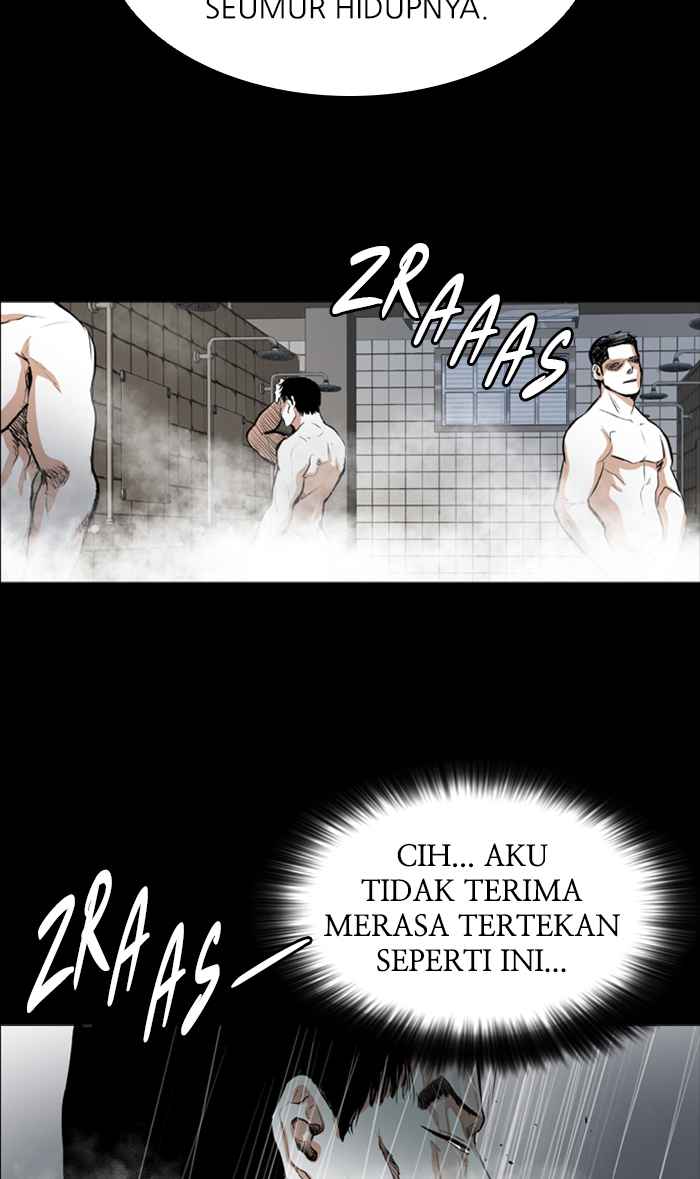 SEUMUR HIDUPNYA.
ZRAAAS
CIH... AKU
TIDAK TERIMA
MERASA TERTEKAN
SEPERTI INI...
ZRAAS